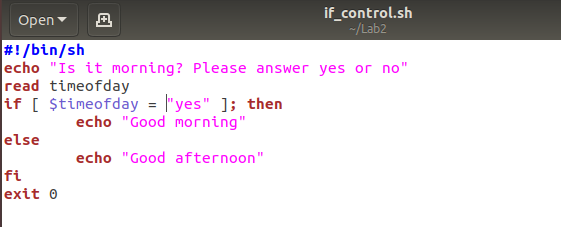 Open
if_control.sh
~/Lab2
#!/bin/sh
echo "Is it morning? Please answer yes or no"
read timeofday
if [ $timeofday = "yes" ]; then
        echo "Good morning"
else
        echo "Good afternoon"
fi
exit 0